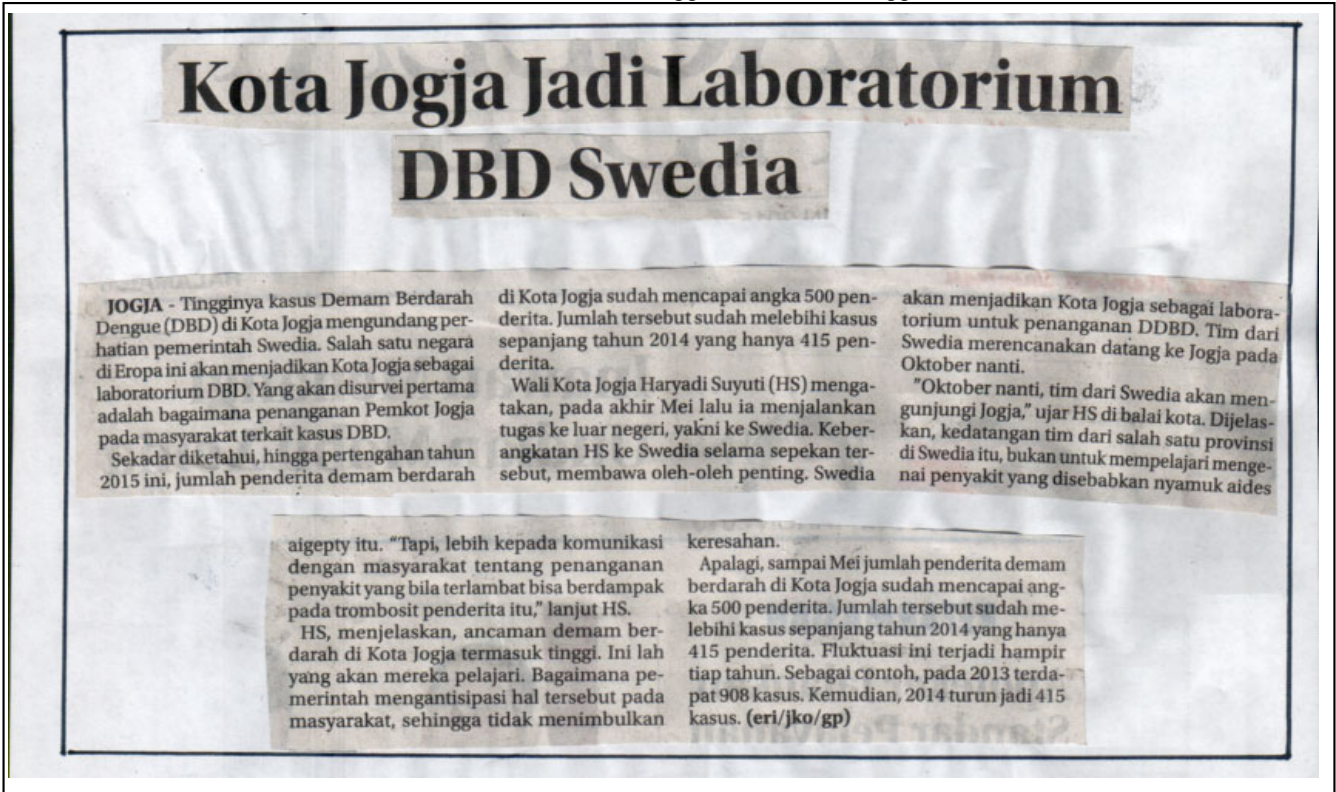 Kota Jogja Jadi Laboratorium
DBD Swedia
JOGJA - Tingginya kasus Demam Berdarah
Dengue (DBD) di Kota Jogja mengundang per-
hatian pemerintah Swedia. Salah satu negara
di Eropa ini akan menjadikan Kota Jogja sebagai
laboratorium DBD. Yang akan disurvei pertama
adalah bagaimana penanganan Pemkot Jogja
pada masyarakat terkait kasus DBD.
Sekadar diketahui, hingga pertengahan tahun
2015 ini, jumlah penderita demam berdarah
di Kota Jogja sudah mencapai angka 500 pen-
derita. Jumlah tersebut sudah melebihi kasus
sepanjang tahun 2014 yang hanya 415 pen-
derita.
Wali Kota Jogja Haryadi Suyuti (HS) menga-
takan, pada akhir Mei lalu ia menjalankan
tugas ke luar negeri, yakni ke Swedia. Keber-
angkatan HS ke Swedia selama sepekan ter-
sebut, membawa oleh-oleh penting. Swedia
akan menjadikan Kota Jogja sebagai labora-
torium untuk penanganan DDBD. Tim dari
Swedia merencanakan datang ke Jogja pada
Oktober nanti.
"Oktober nanti, tim dari Swedia akan men-
gunjungi Jogja," ujar HS di balai kota. Dijelas-
kan, kedatangan tim dari salah satu provinsi
di Swedia itu, bukan untuk mempelajari menge-
nai penyakit yang disebabkan nyamuk aides
aigepty itu. "Tapi, lebih kepada komunikasi
dengan masyarakat tentang penanganan
penyakit yang bila terlambat bisa berdampak
pada trombosit penderita itu," lanjut HS.
HS, menjelaskan, ancaman demam ber-
darah di Kota Jogja termasuk tinggi. Ini lah
yang akan mereka pelajari. Bagaimana pe-
merintah mengantisipasi hal tersebut pada
masyarakat, sehingga tidak menimbulkan
keresahan.
Apalagi, sampai Mei jumlah penderita demam
berdarah di Kota Jogja sudah mencapai ang-
ka 500 penderita. Jumlah tersebut sudah me-
lebihi kasus sepanjang tahun 2014 yang hanya
415 penderita. Fluktuasi ini terjadi hampir
tiap tahun. Sebagai contoh, pada 2013 terda-
pat 908 kasus. Kemudian, 2014 turun jadi 415
kasus. (eri/jko/gp)